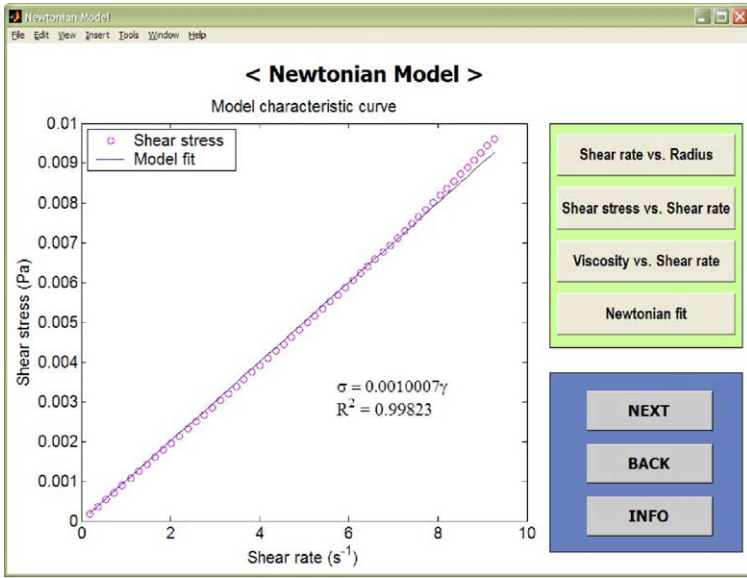 Newtonian Model
File Edit View Insert Tools Window Help
< Newtonian Model >
Model characteristic curve
Shear stress
Model fit
0.01
0.009
0.008
0.007
0.006
0.005
0.004
0.003
0.002
0.001
0
Shear stress (Pa)
σ = 0.0010007γ
R² = 0.99823
0 2 4 6 8 10
Shear rate (s⁻¹)
Shear rate vs. Radius
Shear stress vs. Shear rate
Viscosity vs. Shear rate
Newtonian fit
NEXT
BACK
INFO